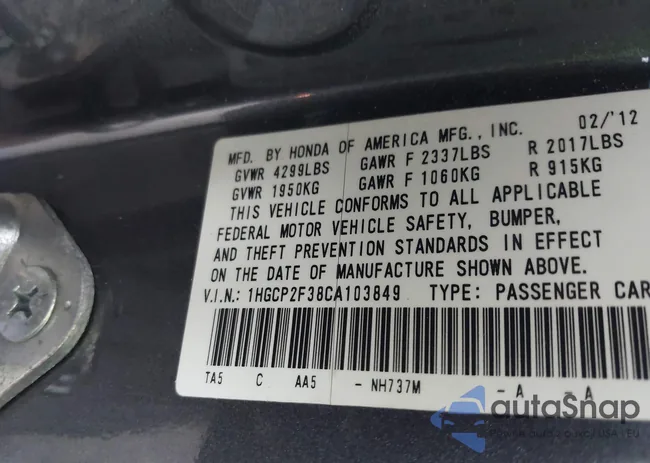 MFD. BY HONDA OF AMERICA MFG., INC. 02/'12
GVWR 4299LBS GAWR F 2337LBS R 2017LBS
GVWR 1950KG GAWR F 1060KG R 915KG
THIS VEHICLE CONFORMS TO ALL APPLICABLE
FEDERAL MOTOR VEHICLE SAFETY, BUMPER,
AND THEFT PREVENTION STANDARDS IN EFFECT
ON THE DATE OF MANUFACTURE SHOWN ABOVE.
V.I.N.: 1HGCP2F38CA103849 TYPE: PASSENGER CAR
TA5 C AA5 - NH737M - A - A
autoSnap